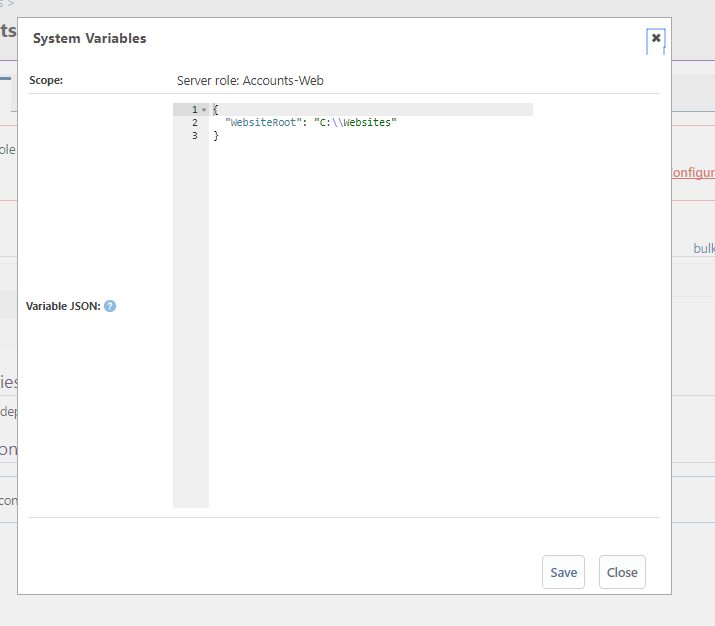 s >
ts
System Variables
Scope:
Server role: Accounts-Web
1 {
2 "WebsiteRoot": "C:\\Websites"
3 }
ole
onfigur
bulk
Variable JSON: ?
ies
dep
on
con
Save
Close